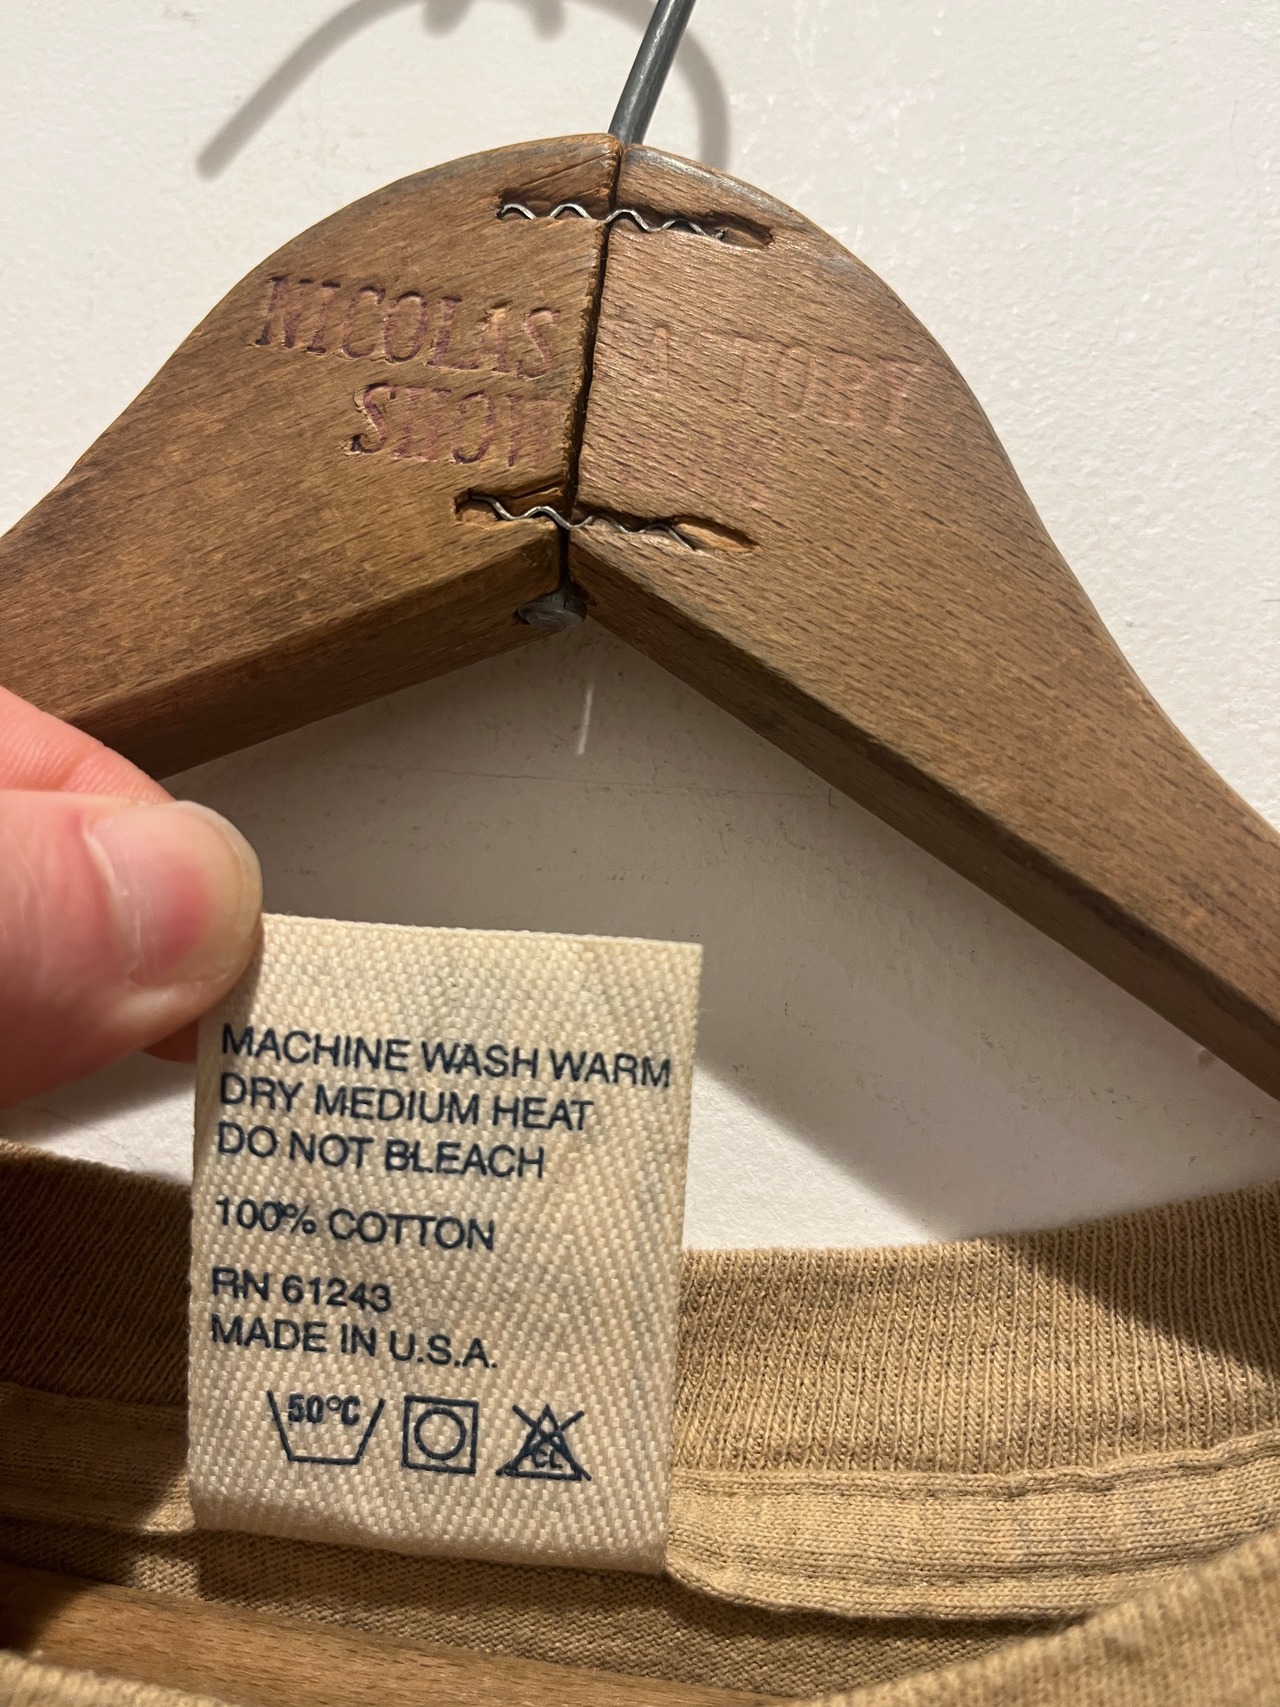 NICOLAS
SHOW
MACHINE WASH WARM
DRY MEDIUM HEAT
DO NOT BLEACH
100% COTTON
RN 61243
MADE IN U.S.A.
50°C
CL